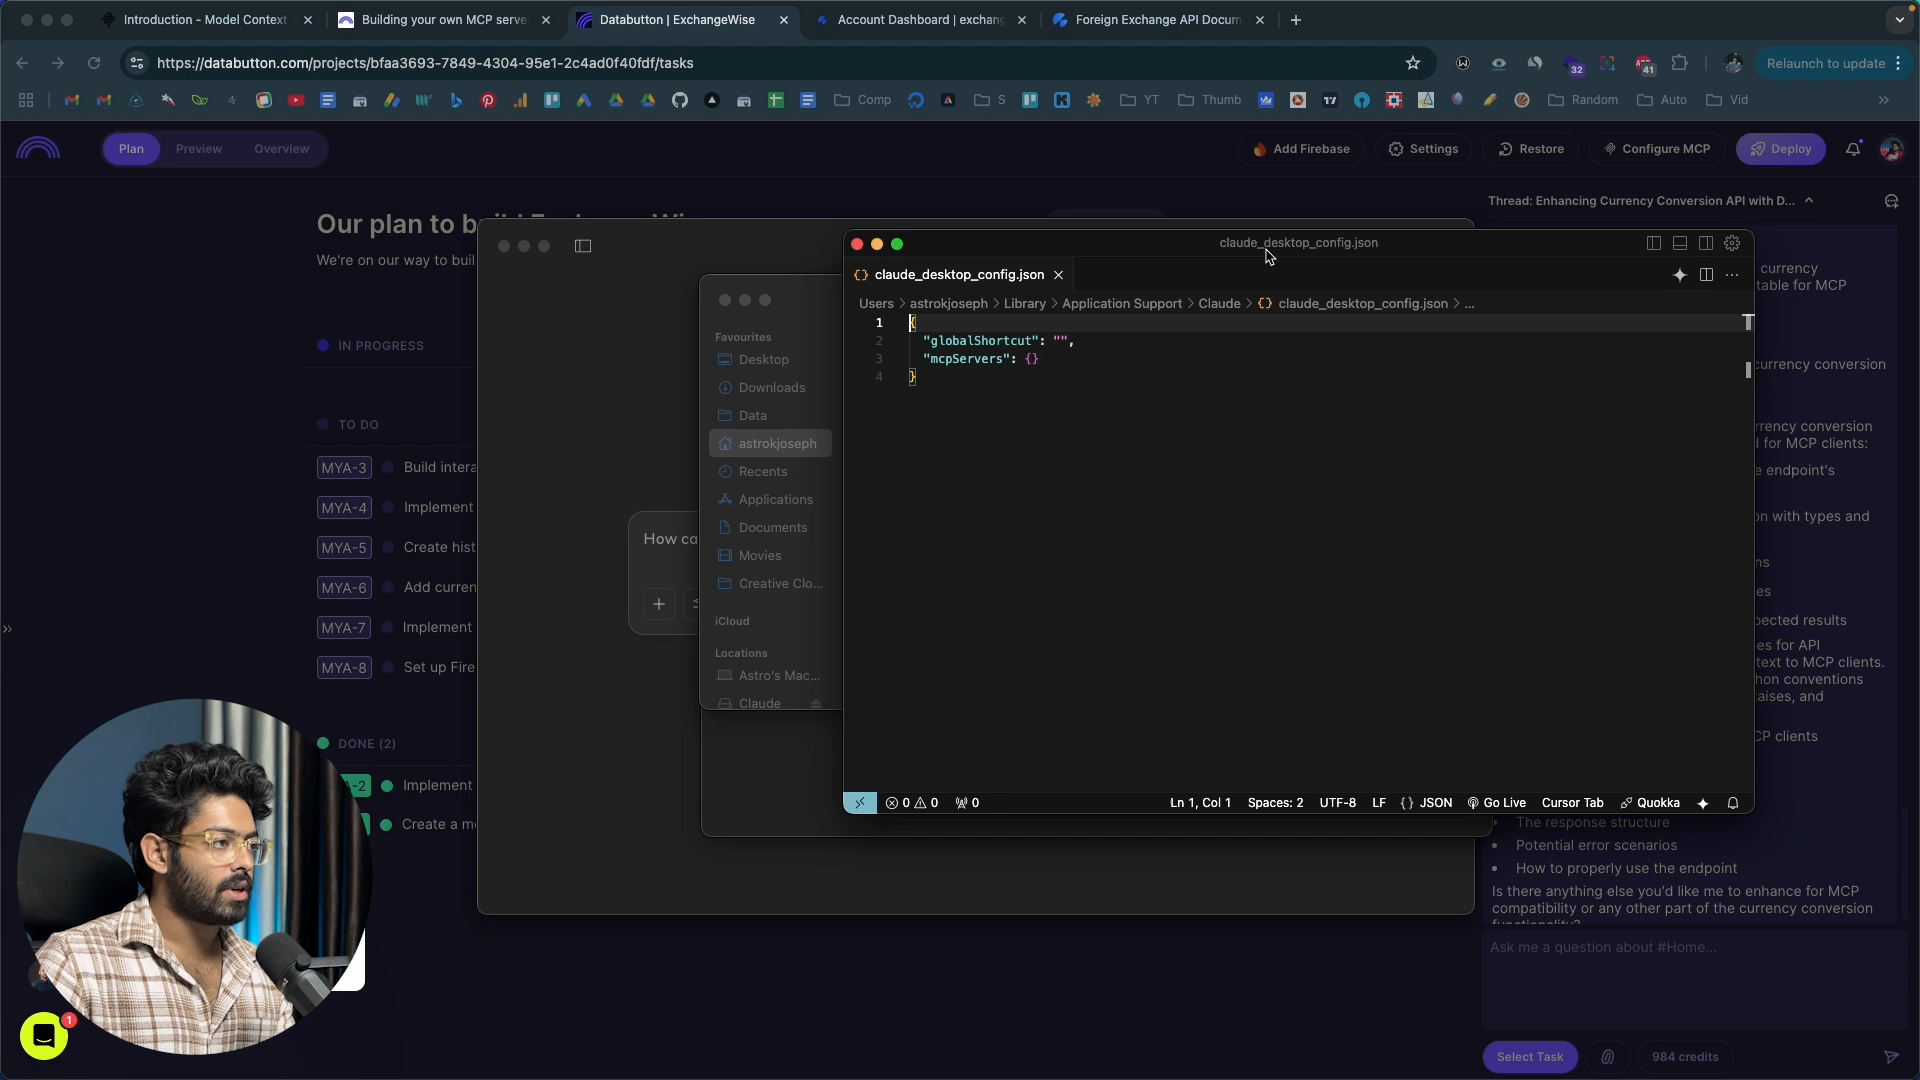 Introduction - Model Context
Building your own MCP serve
Databutton | ExchangeWise
Account Dashboard | exchang
Foreign Exchange API Docum
https://databutton.com/projects/bfaa3693-7849-4304-95e1-2c4ad0f40fdf/tasks
32
41
Relaunch to update
Comp
S
YT
Thumb
Random
Auto
Vid
Plan
Preview
Overview
Add Firebase
Settings
Restore
Configure MCP
Deploy
Our plan to b
We're on our way to buil
IN PROGRESS
TO DO
MYA-3 Build intera
MYA-4 Implement
MYA-5 Create hist
MYA-6 Add curren
MYA-7 Implement
MYA-8 Set up Fire
DONE (2)
-2 Implement
Create a m
1
How ca
Favourites
Desktop
Downloads
Data
astrokjoseph
Recents
Applications
Documents
Movies
Creative Clo...
iCloud
Locations
Astro's Mac...
Claude
claude_desktop_config.json
{} claude_desktop_config.json
Users > astrokjoseph > Library > Application Support > Claude > {} claude_desktop_config.json > ...
1 {
2 "globalShortcut": "",
3 "mcpServers": {}
4 }
0 0 0
Ln 1, Col 1
Spaces: 2
UTF-8
LF
{ } JSON
Go Live
Cursor Tab
Quokka
Thread: Enhancing Currency Conversion API with D...
currency
table for MCP
currency conversion
rrency conversion
d for MCP clients:
e endpoint's
on with types and
ns
es
pected results
es for API
text to MCP clients.
hon conventions
aises, and
CP clients
The response structure
Potential error scenarios
How to properly use the endpoint
Is there anything else you'd like me to enhance for MCP
compatibility or any other part of the currency conversion
functionality?
Ask me a question about #Home...
Select Task
984 credits